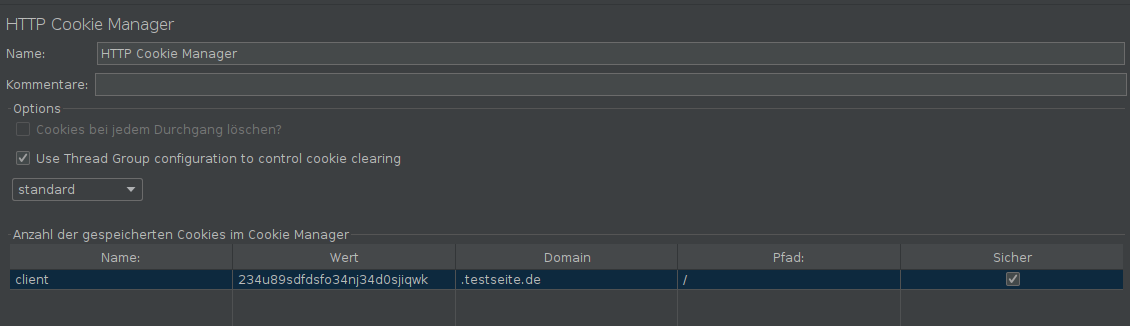 HTTP Cookie Manager
Name: HTTP Cookie Manager
Kommentare:
Options
Cookies bei jedem Durchgang löschen?
Use Thread Group configuration to control cookie clearing
standard
Anzahl der gespeicherten Cookies im Cookie Manager
Name: Wert Domain Pfad: Sicher
client 234u89sdfdsfo34nj34d0sjiqwk .testseite.de /